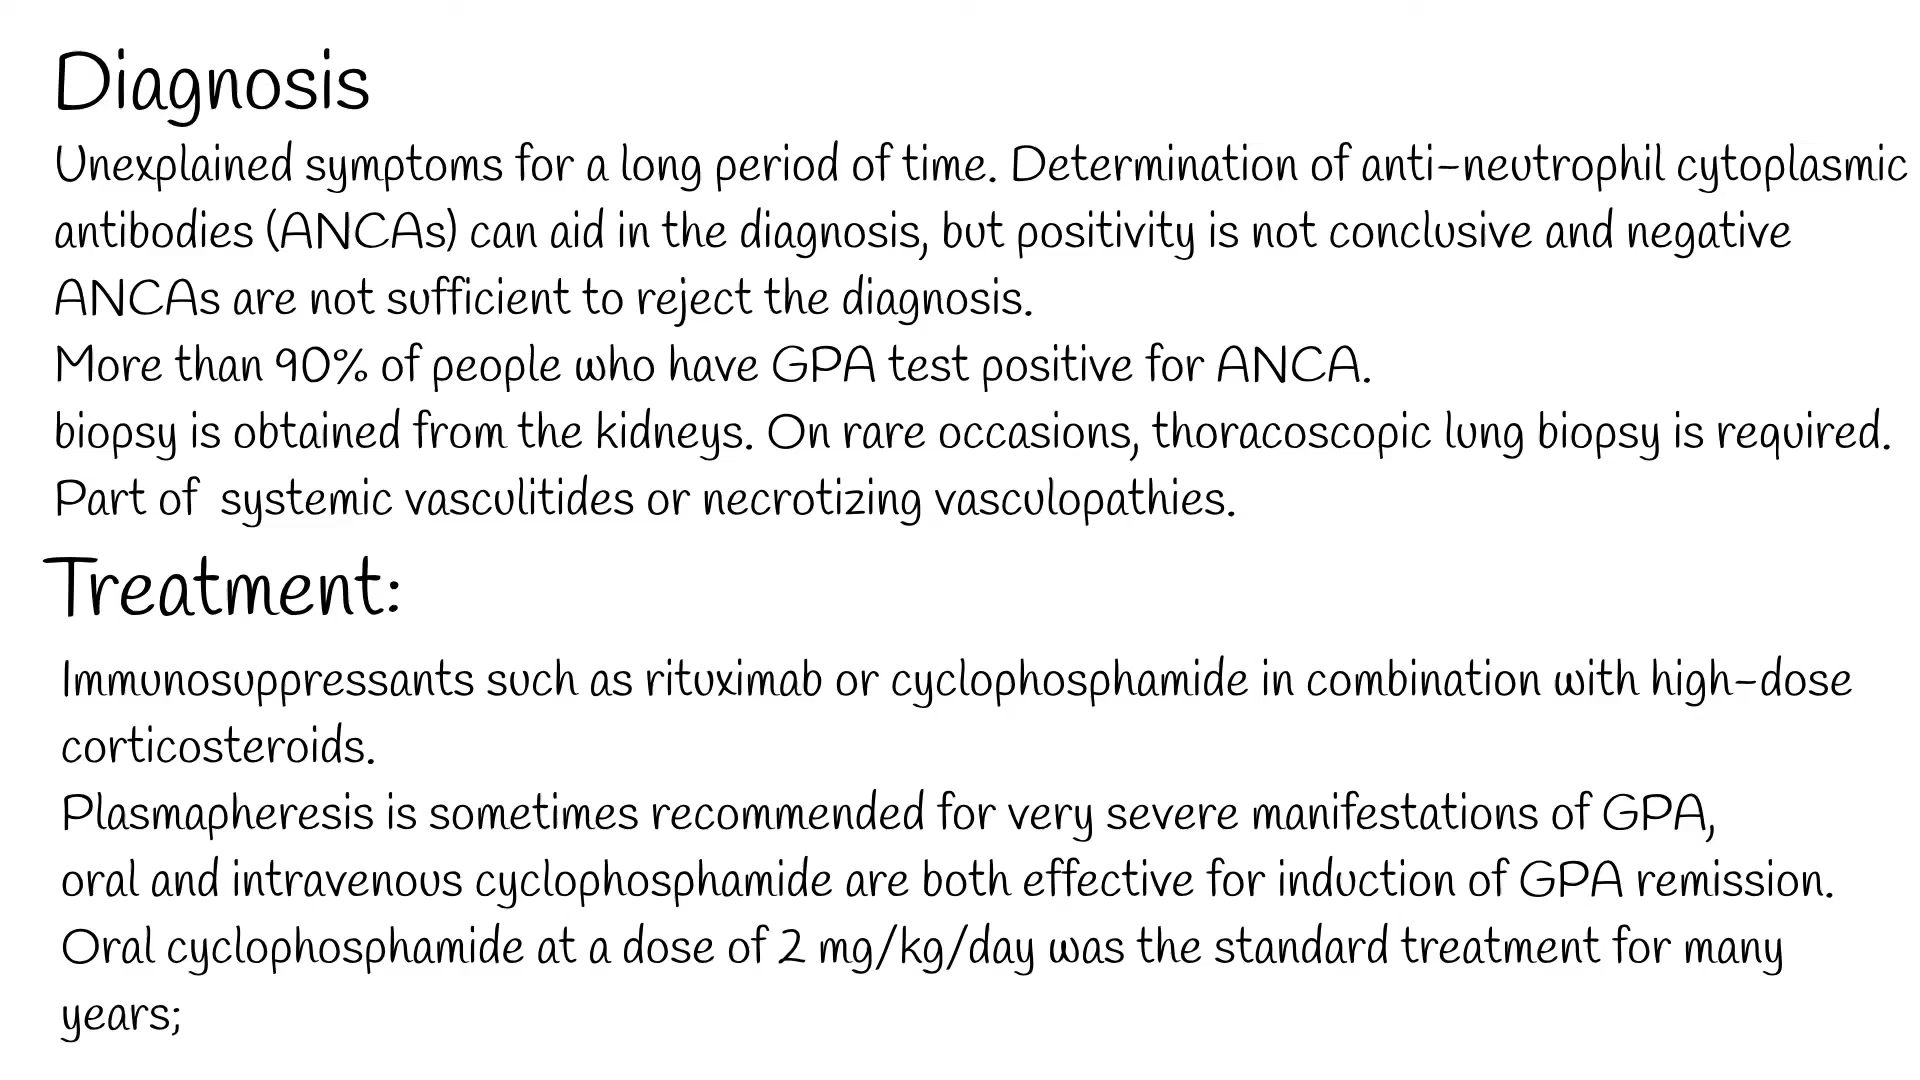 Diagnosis
Unexplained symptoms for a long period of time. Determination of anti-neutrophil cytoplasmic
antibodies (ANCAs) can aid in the diagnosis, but positivity is not conclusive and negative
ANCAs are not sufficient to reject the diagnosis.
More than 90% of people who have GPA test positive for ANCA.
biopsy is obtained from the kidneys. On rare occasions, thoracoscopic lung biopsy is required.
Part of  systemic vasculitides or necrotizing vasculopathies.
Treatment:
Immunosuppressants such as rituximab or cyclophosphamide in combination with high-dose
corticosteroids.
Plasmapheresis is sometimes recommended for very severe manifestations of GPA,
oral and intravenous cyclophosphamide are both effective for induction of GPA remission.
Oral cyclophosphamide at a dose of 2 mg/kg/day was the standard treatment for many
years;